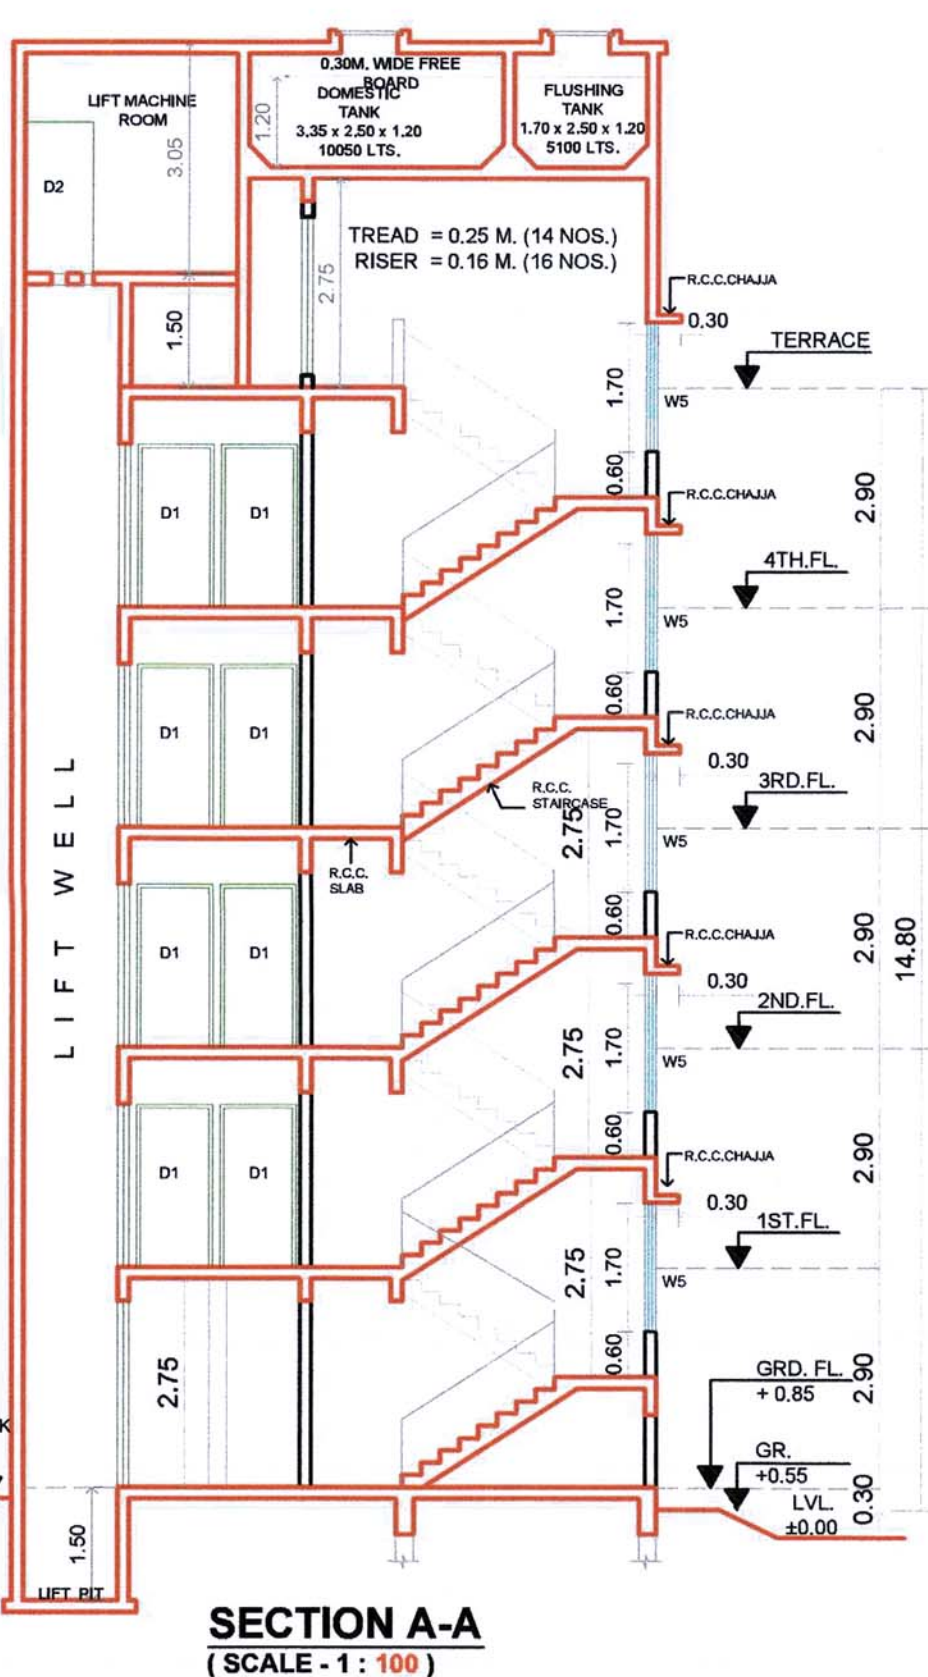 0.30M. WIDE FREE
BOARD
LIFT MACHINE
ROOM
3.05
1.20
DOMESTIC
TANK
3.35 x 2.50 x 1.20
10050 LTS.
FLUSHING
TANK
1.70 x 2.50 x 1.20
5100 LTS.
D2
TREAD = 0.25 M. (14 NOS.)
RISER = 0.16 M. (16 NOS.)
2.75
1.50
R.C.C.CHAJJA
0.30
TERRACE
1.70
W5
0.60
R.C.C.CHAJJA
2.90
D1
D1
4TH.FL.
1.70
W5
0.60
R.C.C.CHAJJA
2.90
D1
D1
0.30
3RD.FL.
R.C.C.
STAIRCASE
2.75
1.70
W5
R.C.C.
SLAB
LIFT WELL
0.60
R.C.C.CHAJJA
2.90
14.80
D1
D1
0.30
2ND.FL.
2.75
1.70
W5
0.60
R.C.C.CHAJJA
2.90
D1
D1
0.30
1ST.FL.
2.75
1.70
W5
2.75
0.60
GRD. FL.
+ 0.85
2.90
K
GR.
+0.55
LVL.
±0.00
0.30
1.50
LIFT PIT
SECTION A-A
( SCALE - 1 : 100 )